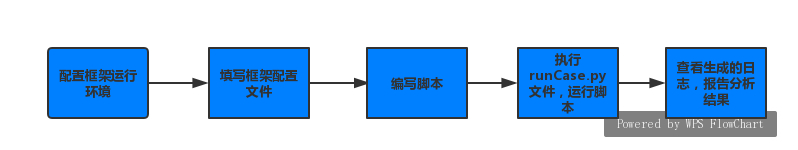 配置框架运行
环境
填写框架配置
文件
编写脚本
执行
runCase.py
文件，运行脚
本
查看生成的日
志，报告分析
结果
Powered by WPS FlowChart